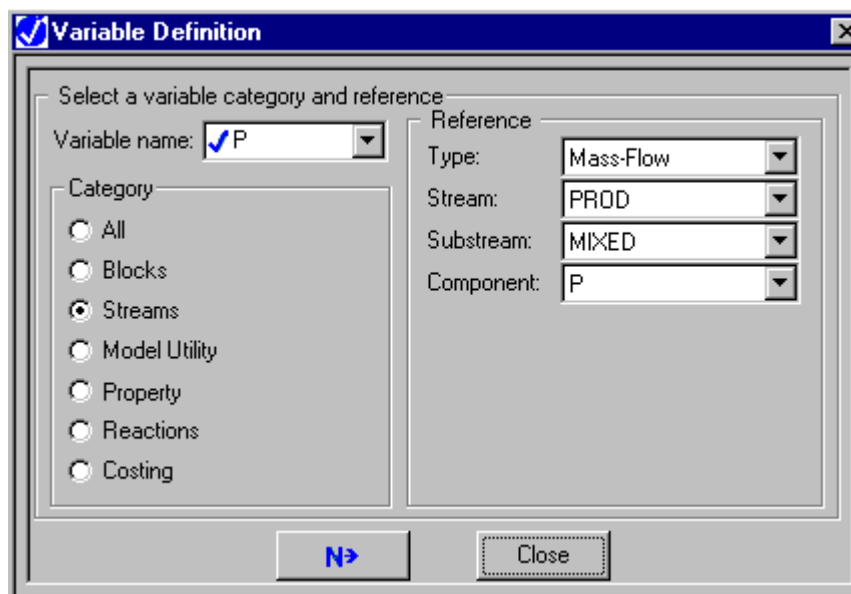 Variable Definition
Select a variable category and reference
Variable name: P
Category
All
Blocks
Streams
Model Utility
Property
Reactions
Costing
Reference
Type: Mass-Flow
Stream: PROD
Substream: MIXED
Component: P
N
Close